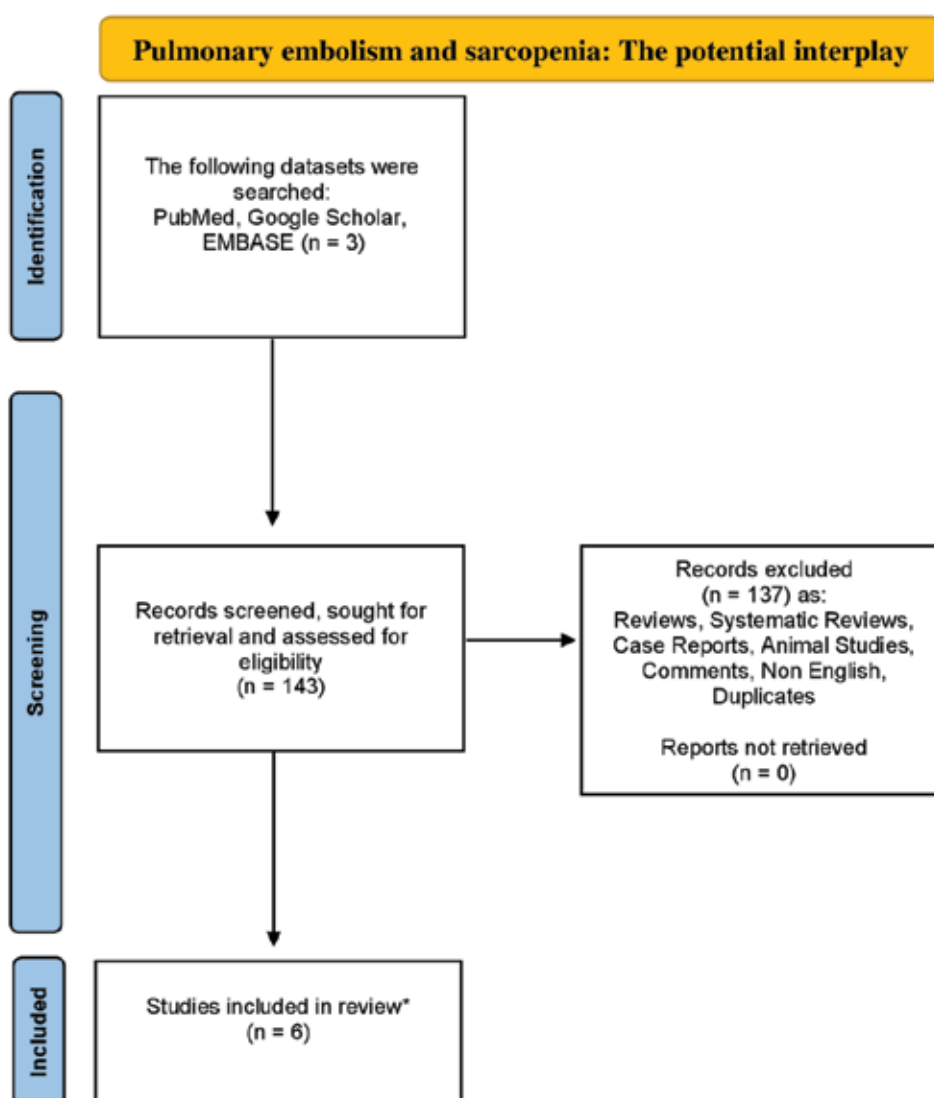 Pulmonary embolism and sarcopenia: The potential interplay
Identification
The following datasets were
searched:
PubMed, Google Scholar,
EMBASE (n = 3)
Screening
Records screened, sought for
retrieval and assessed for
eligibility
(n = 143)
Records excluded
(n = 137) as:
Reviews, Systematic Reviews,
Case Reports, Animal Studies,
Comments, Non English,
Duplicates
Reports not retrieved
(n = 0)
Included
Studies included in review*
(n = 6)